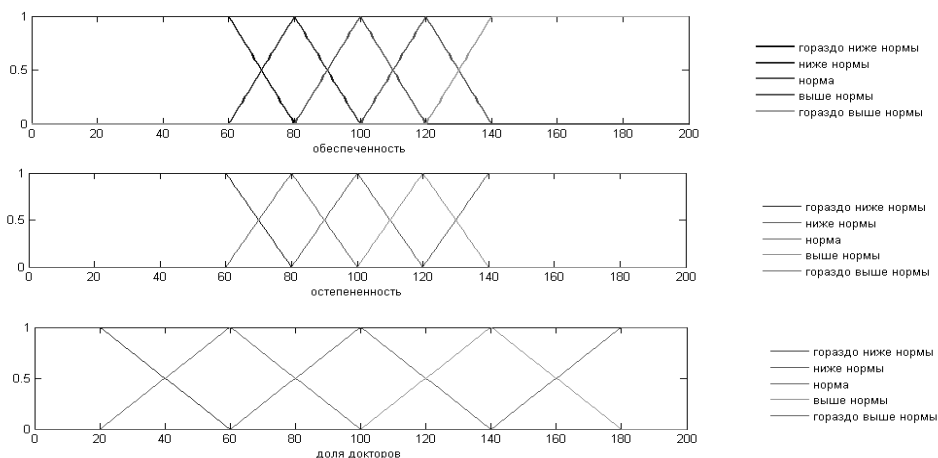 1
0.5
0
0 20 40 60 80 100 120 140 160 180 200
обеспеченность
гораздо ниже нормы
ниже нормы
норма
выше нормы
гораздо выше нормы
1
0.5
0
0 20 40 60 80 100 120 140 160 180 200
остепененность
гораздо ниже нормы
ниже нормы
норма
выше нормы
гораздо выше нормы
1
0.5
0
0 20 40 60 80 100 120 140 160 180 200
доля докторов
гораздо ниже нормы
ниже нормы
норма
выше нормы
гораздо выше нормы